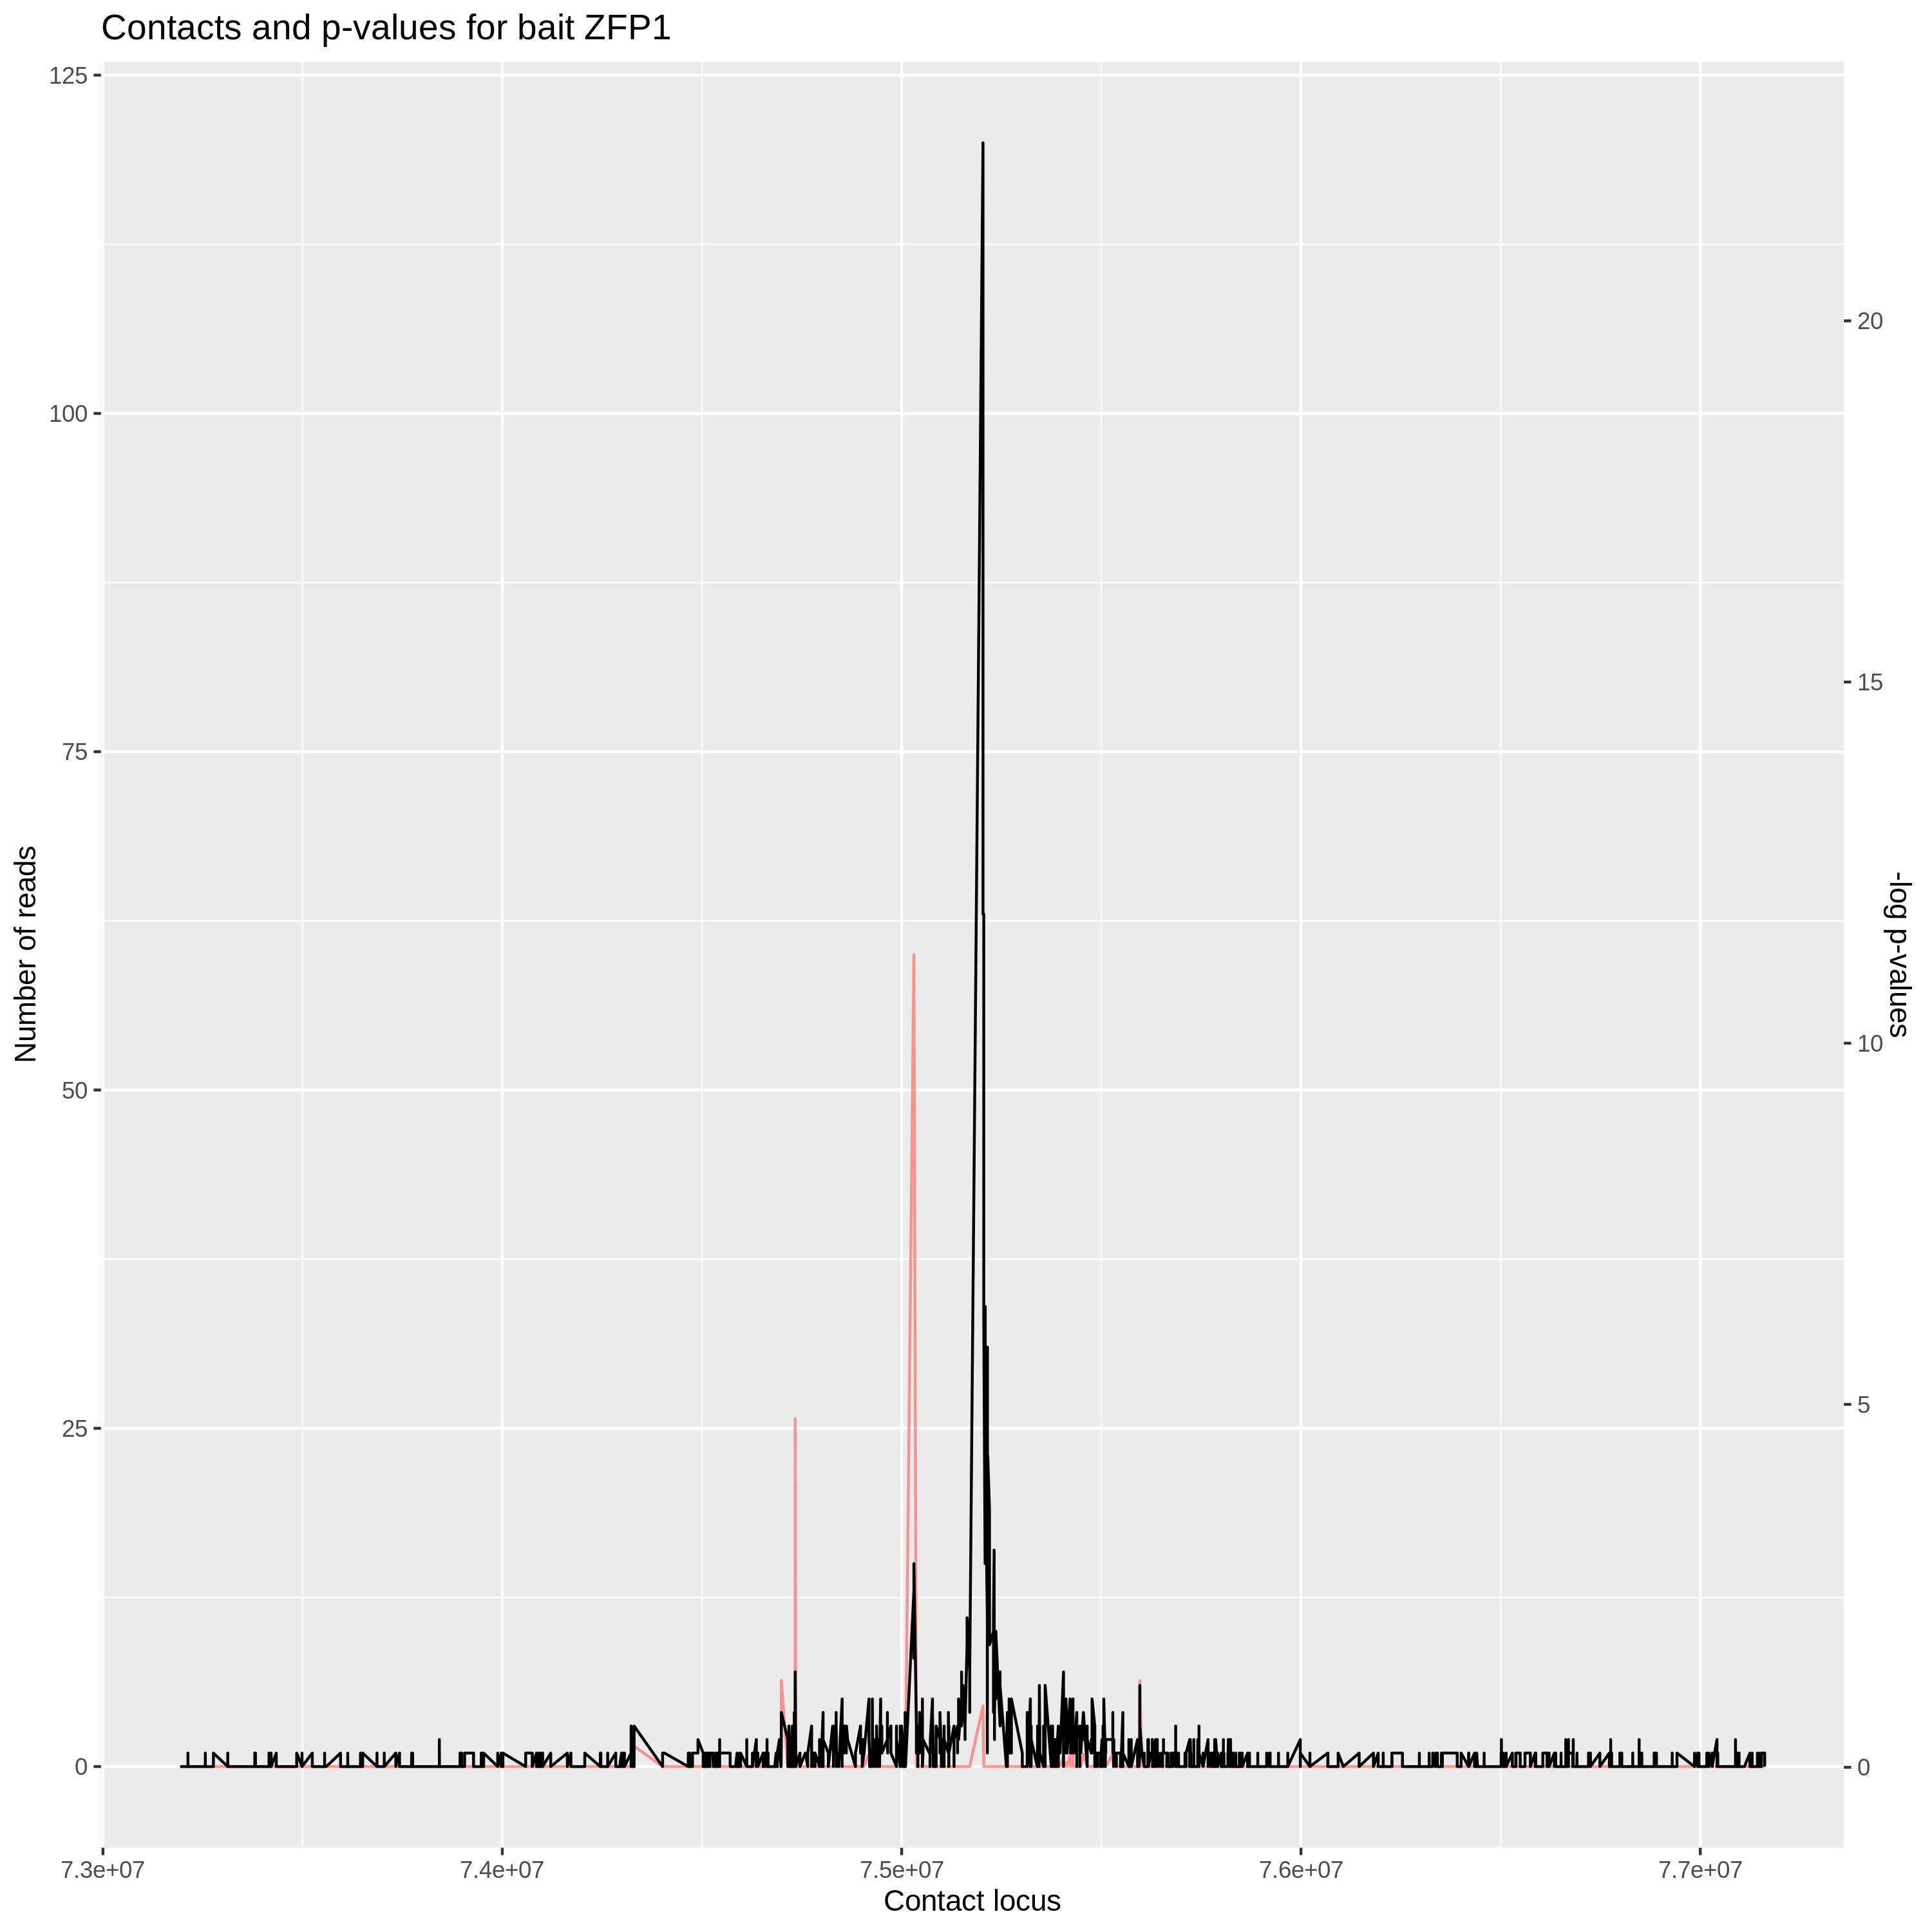 Contacts and p-values for bait ZFP1
125
100
75
50
25
0
Number of reads
20
15
10
5
0
-log p-values
7.3e+07
7.4e+07
7.5e+07
7.6e+07
7.7e+07
Contact locus